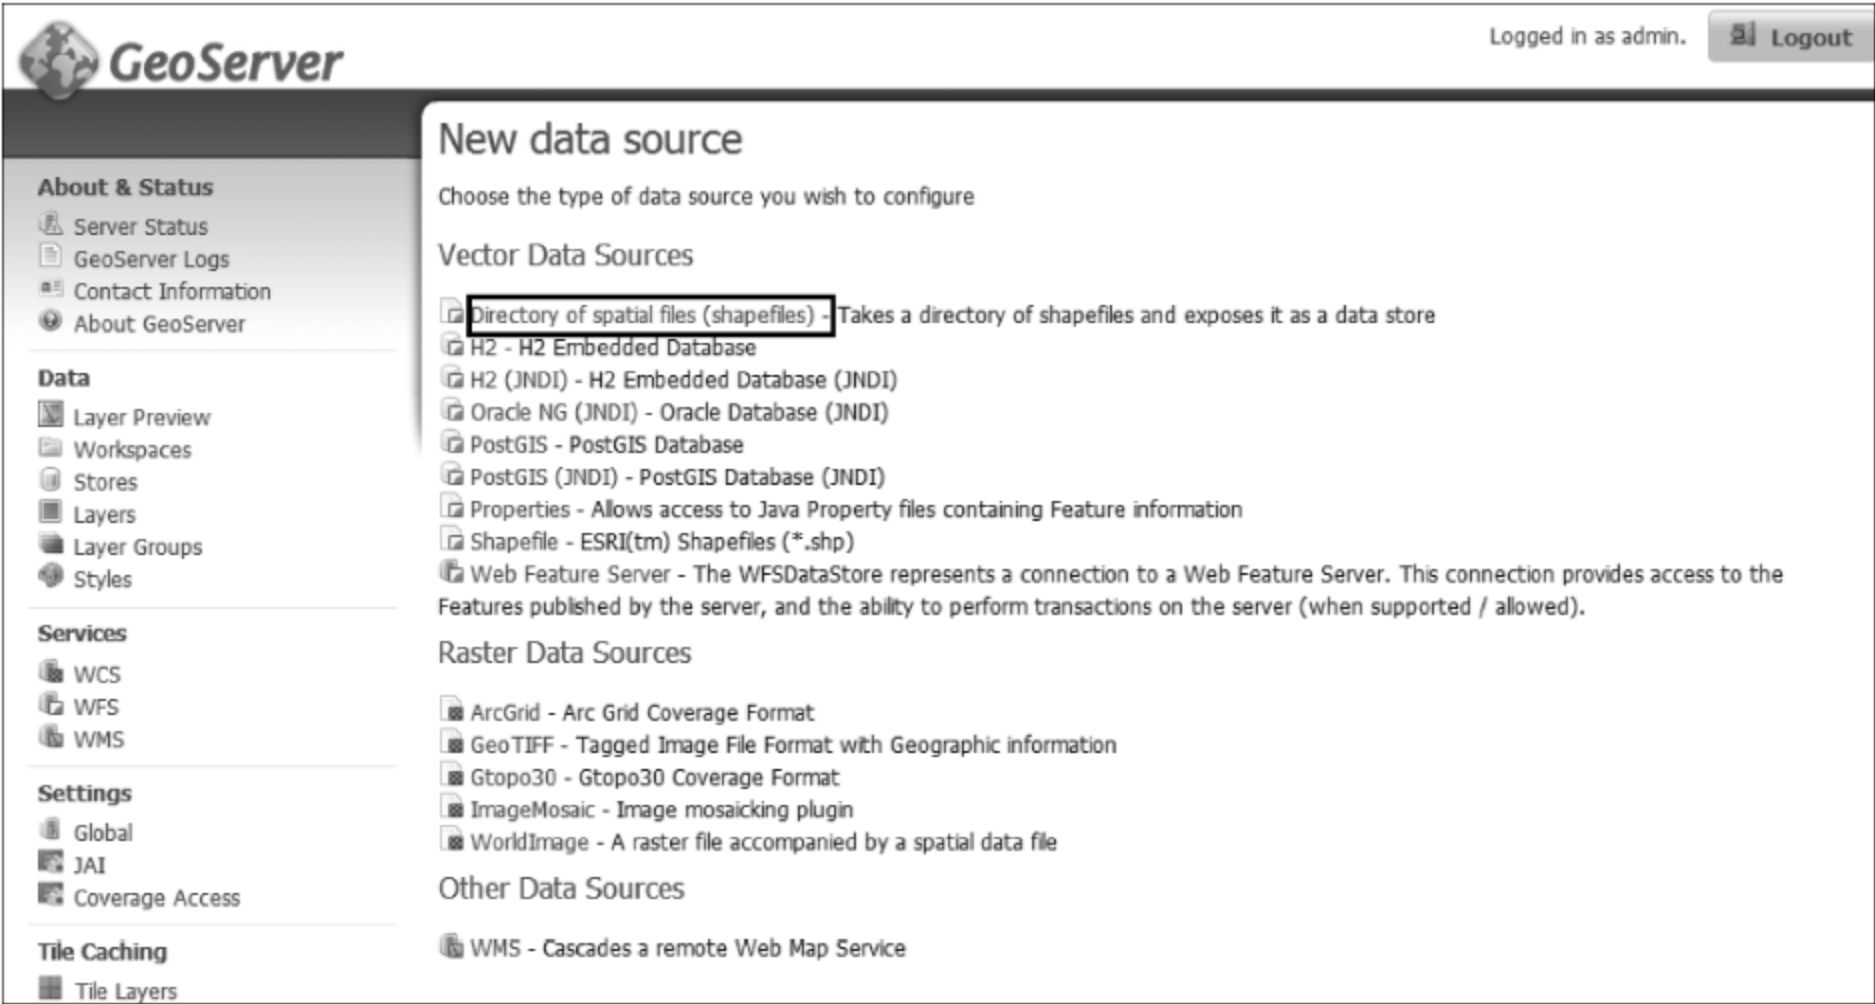 GeoServer
Logged in as admin.
Logout
About & Status
Server Status
GeoServer Logs
Contact Information
About GeoServer
Data
Layer Preview
Workspaces
Stores
Layers
Layer Groups
Styles
Services
WCS
WFS
WMS
Settings
Global
JAI
Coverage Access
Tile Caching
Tile Layers
New data source
Choose the type of data source you wish to configure
Vector Data Sources
Directory of spatial files (shapefiles) - Takes a directory of shapefiles and exposes it as a data store
H2 - H2 Embedded Database
H2 (JNDI) - H2 Embedded Database (JNDI)
Oracle NG (JNDI) - Oracle Database (JNDI)
PostGIS - PostGIS Database
PostGIS (JNDI) - PostGIS Database (JNDI)
Properties - Allows access to Java Property files containing Feature information
Shapefile - ESRI(tm) Shapefiles (*.shp)
Web Feature Server - The WFSDataStore represents a connection to a Web Feature Server. This connection provides access to the
Features published by the server, and the ability to perform transactions on the server (when supported / allowed).
Raster Data Sources
ArcGrid - Arc Grid Coverage Format
GeoTIFF - Tagged Image File Format with Geographic information
Gtopo30 - Gtopo30 Coverage Format
ImageMosaic - Image mosaicking plugin
WorldImage - A raster file accompanied by a spatial data file
Other Data Sources
WMS - Cascades a remote Web Map Service